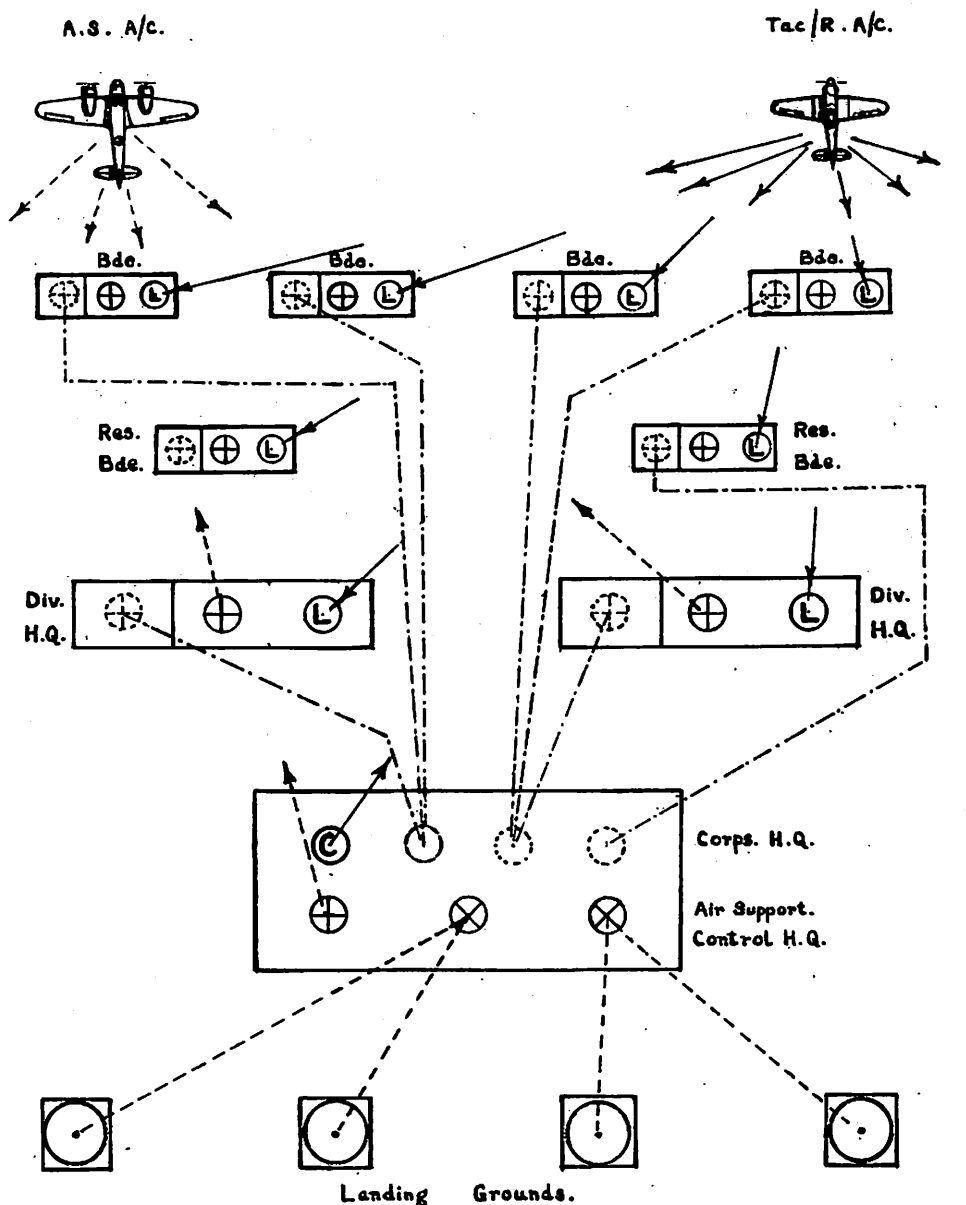 A.S. A/C.
Tac/R. A/C.
Bde.
Bde.
Bde.
Bde.
L
L
L
L
Res.
Bde.
L
L
Res.
Bde.
Div.
H.Q.
L
L
Div.
H.Q.
C
Corps. H.Q.
Air Support.
Control H.Q.
Landing Grounds.